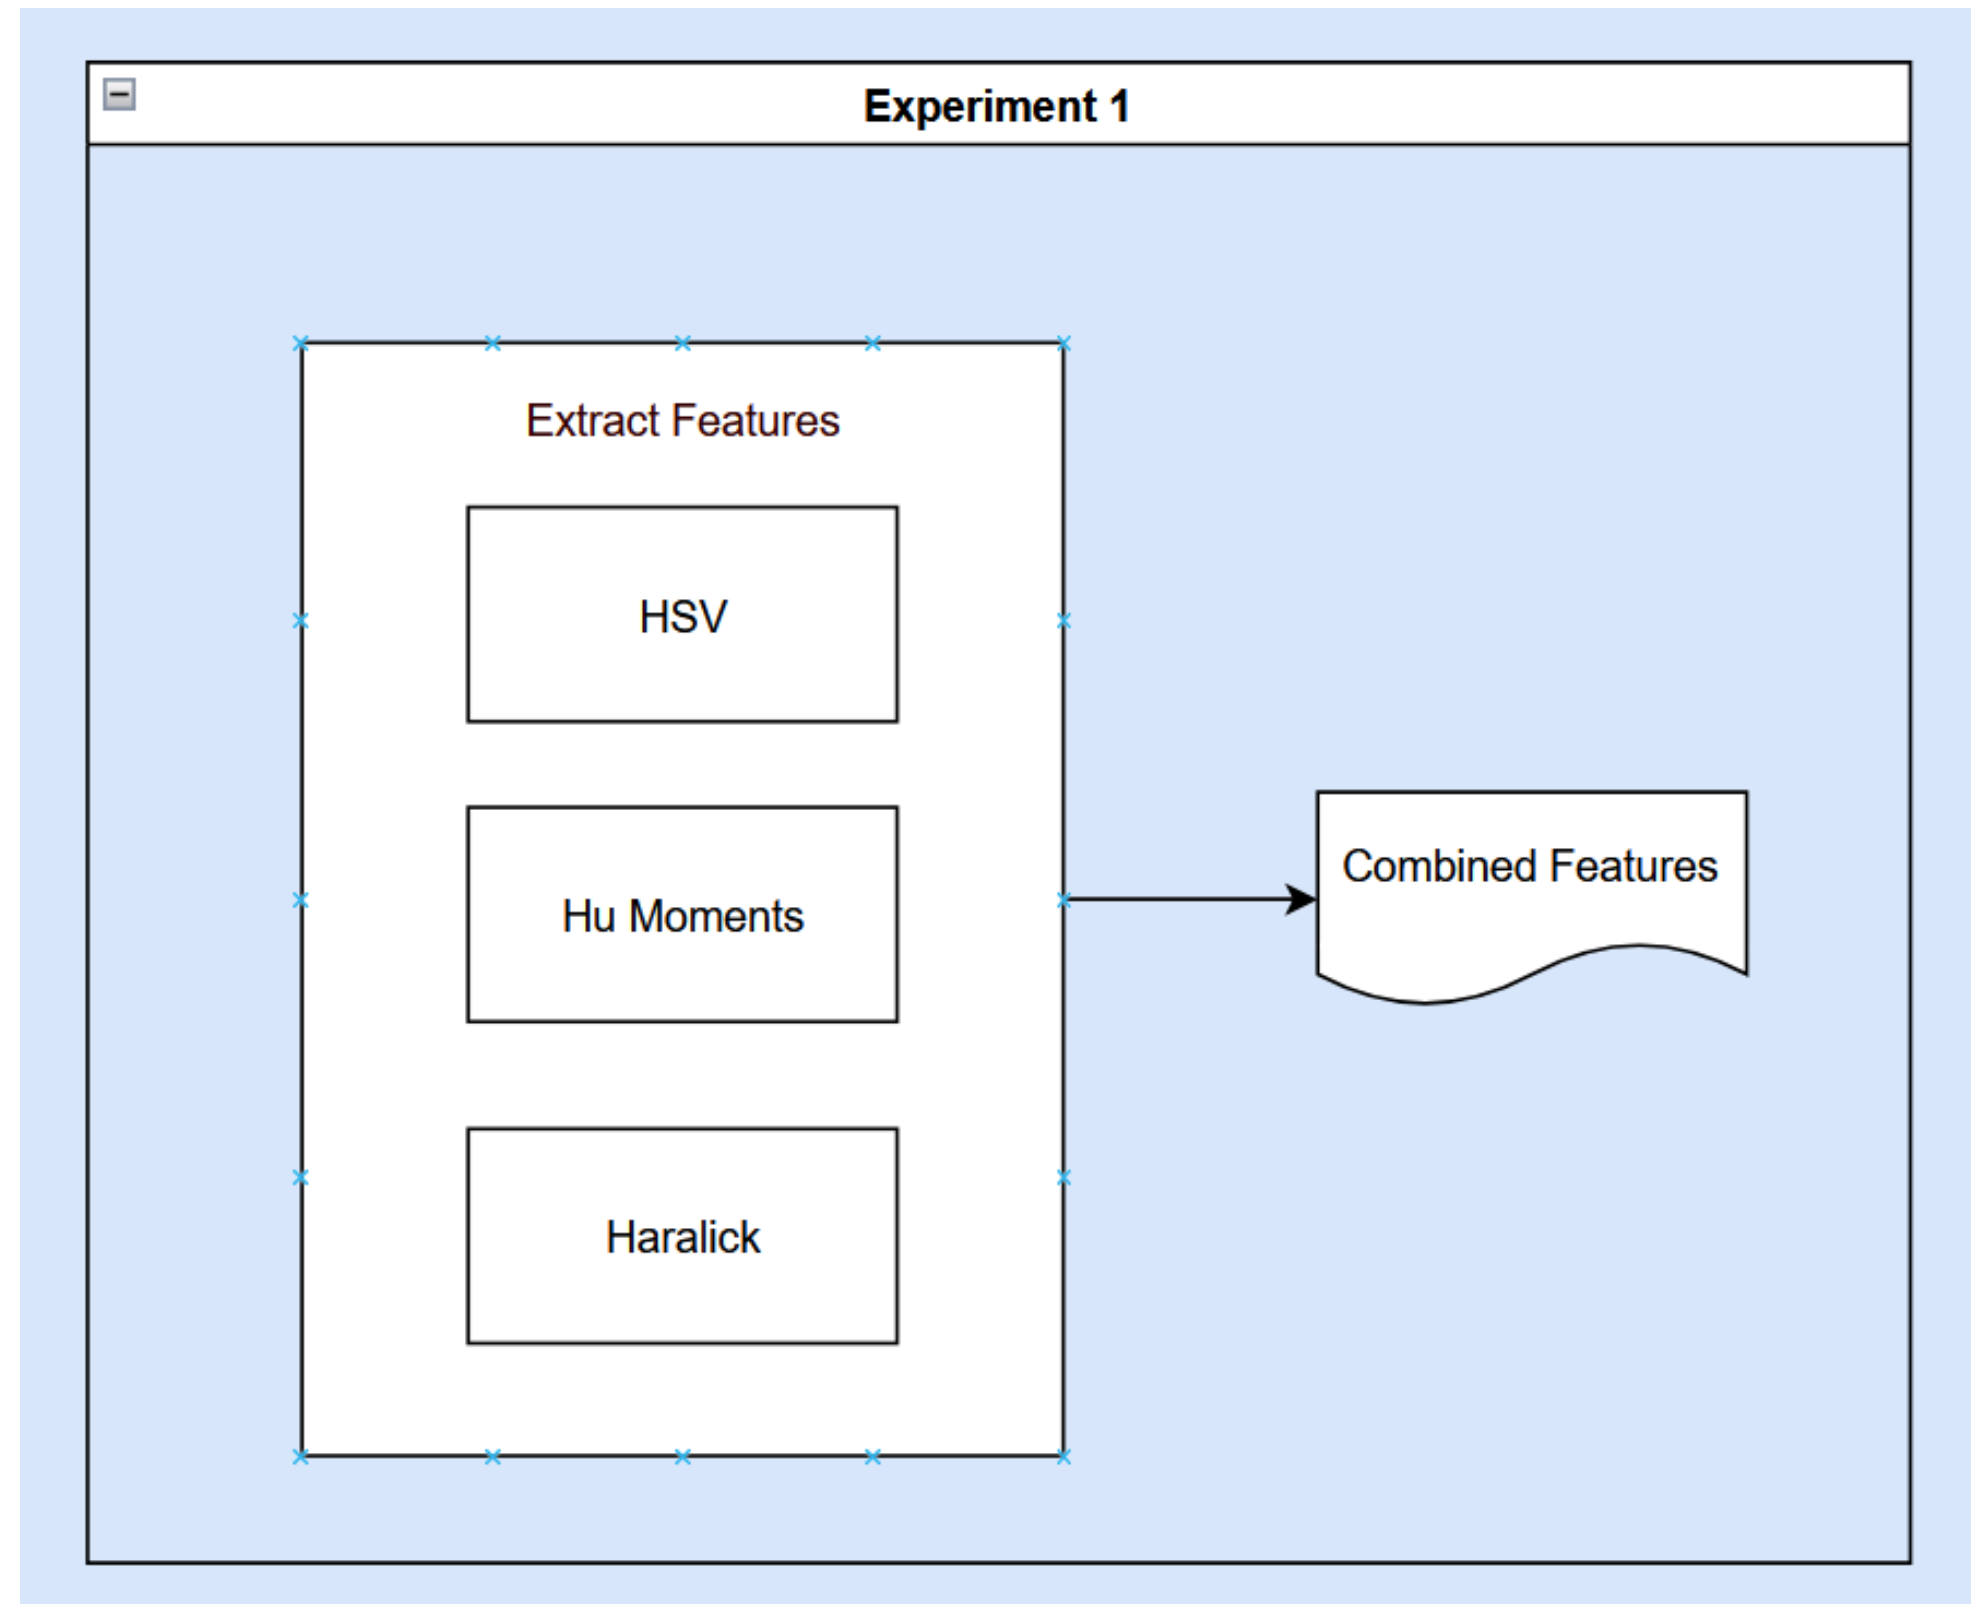 Experiment 1
Extract Features
HSV
Hu Moments
Haralick
Combined Features